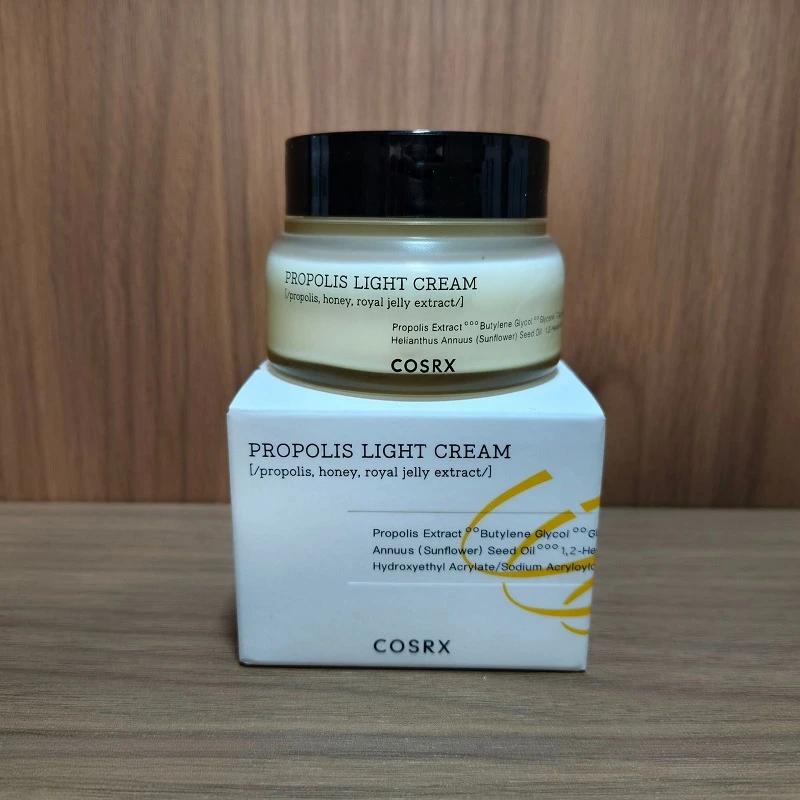 PROPOLIS LIGHT CREAM
[/propolis, honey, royal jelly extract/]
Propolis Extract °°° Butylene Glycol °°
Helianthus Annuus (Sunflower) Seed Oil
COSRX
PROPOLIS LIGHT CREAM
[/propolis, honey, royal jelly extract/]
Propolis Extract °° Butylene Glycol °°
Annuus (Sunflower) Seed Oil °°° 1,2-He
Hydroxyethyl Acrylate/Sodium
COSRX